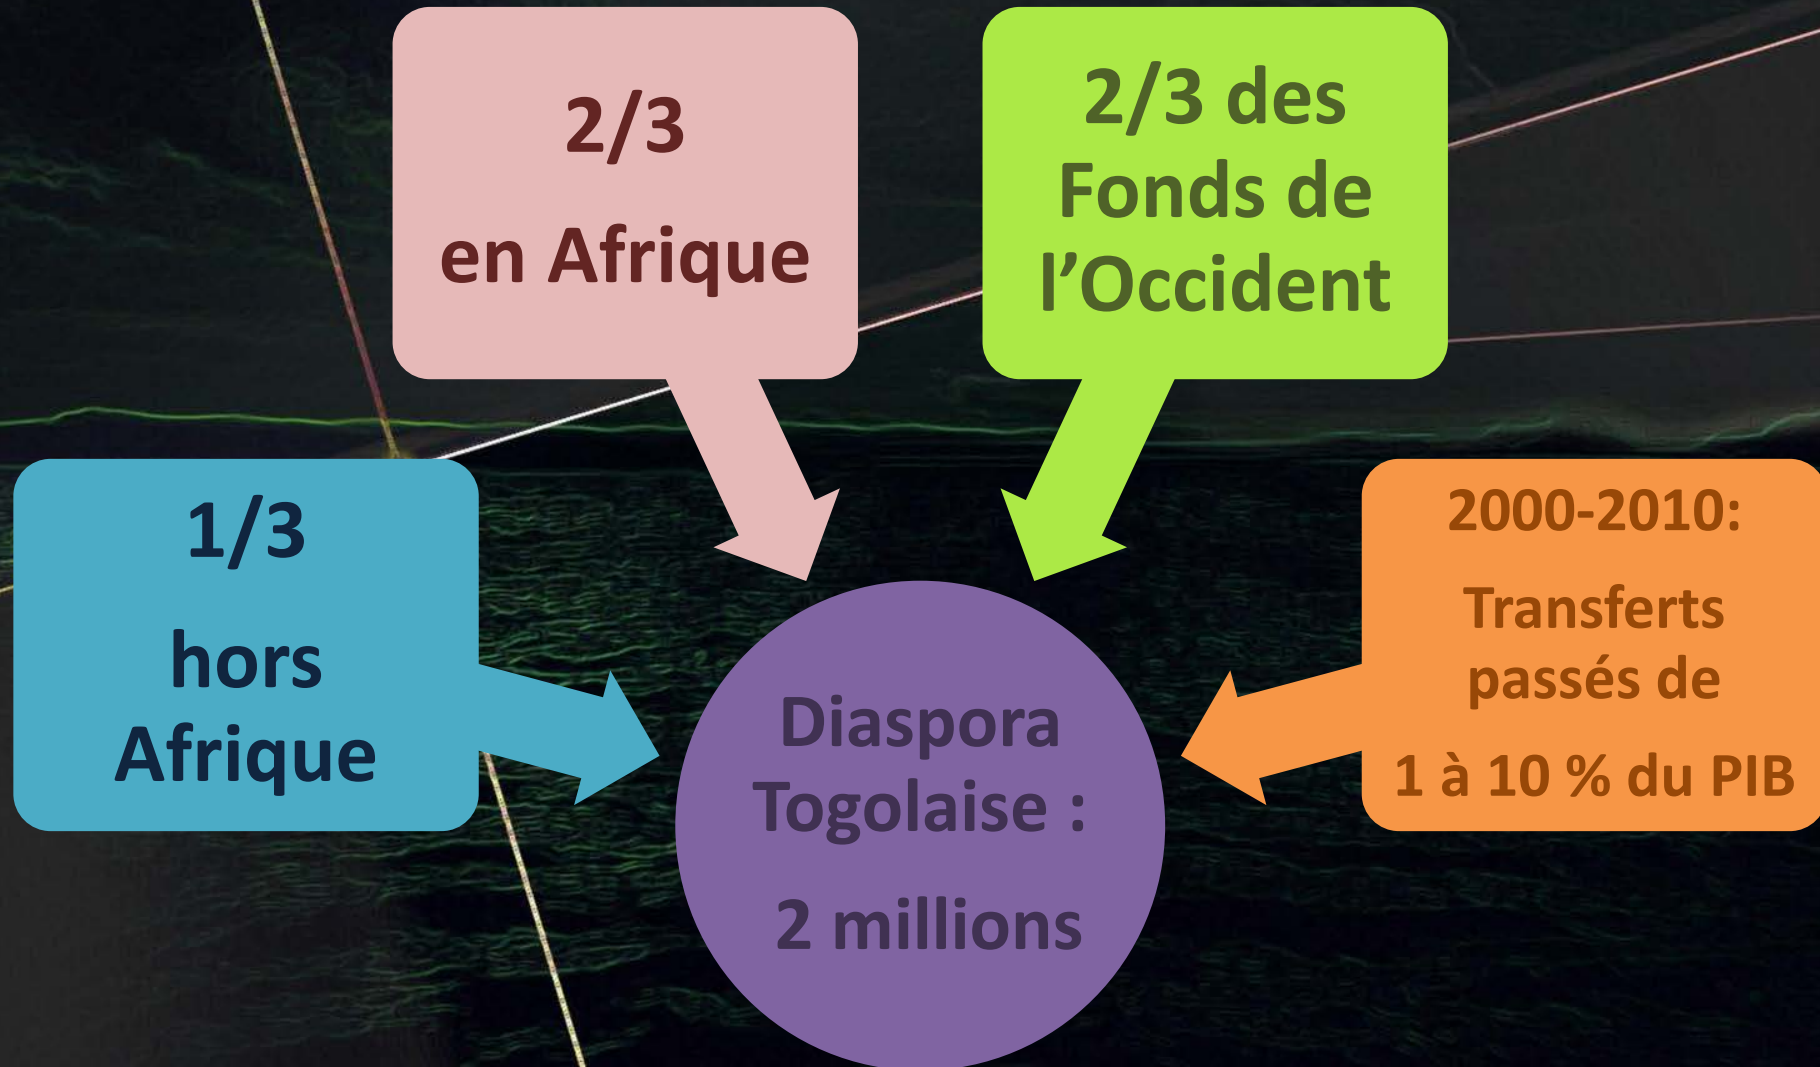 2/3
en Afrique
2/3 des
Fonds de
l’Occident
1/3
hors
Afrique
2000-2010:
Transferts
passés de
1 à 10 % du PIB
Diaspora
Togolaise :
2 millions